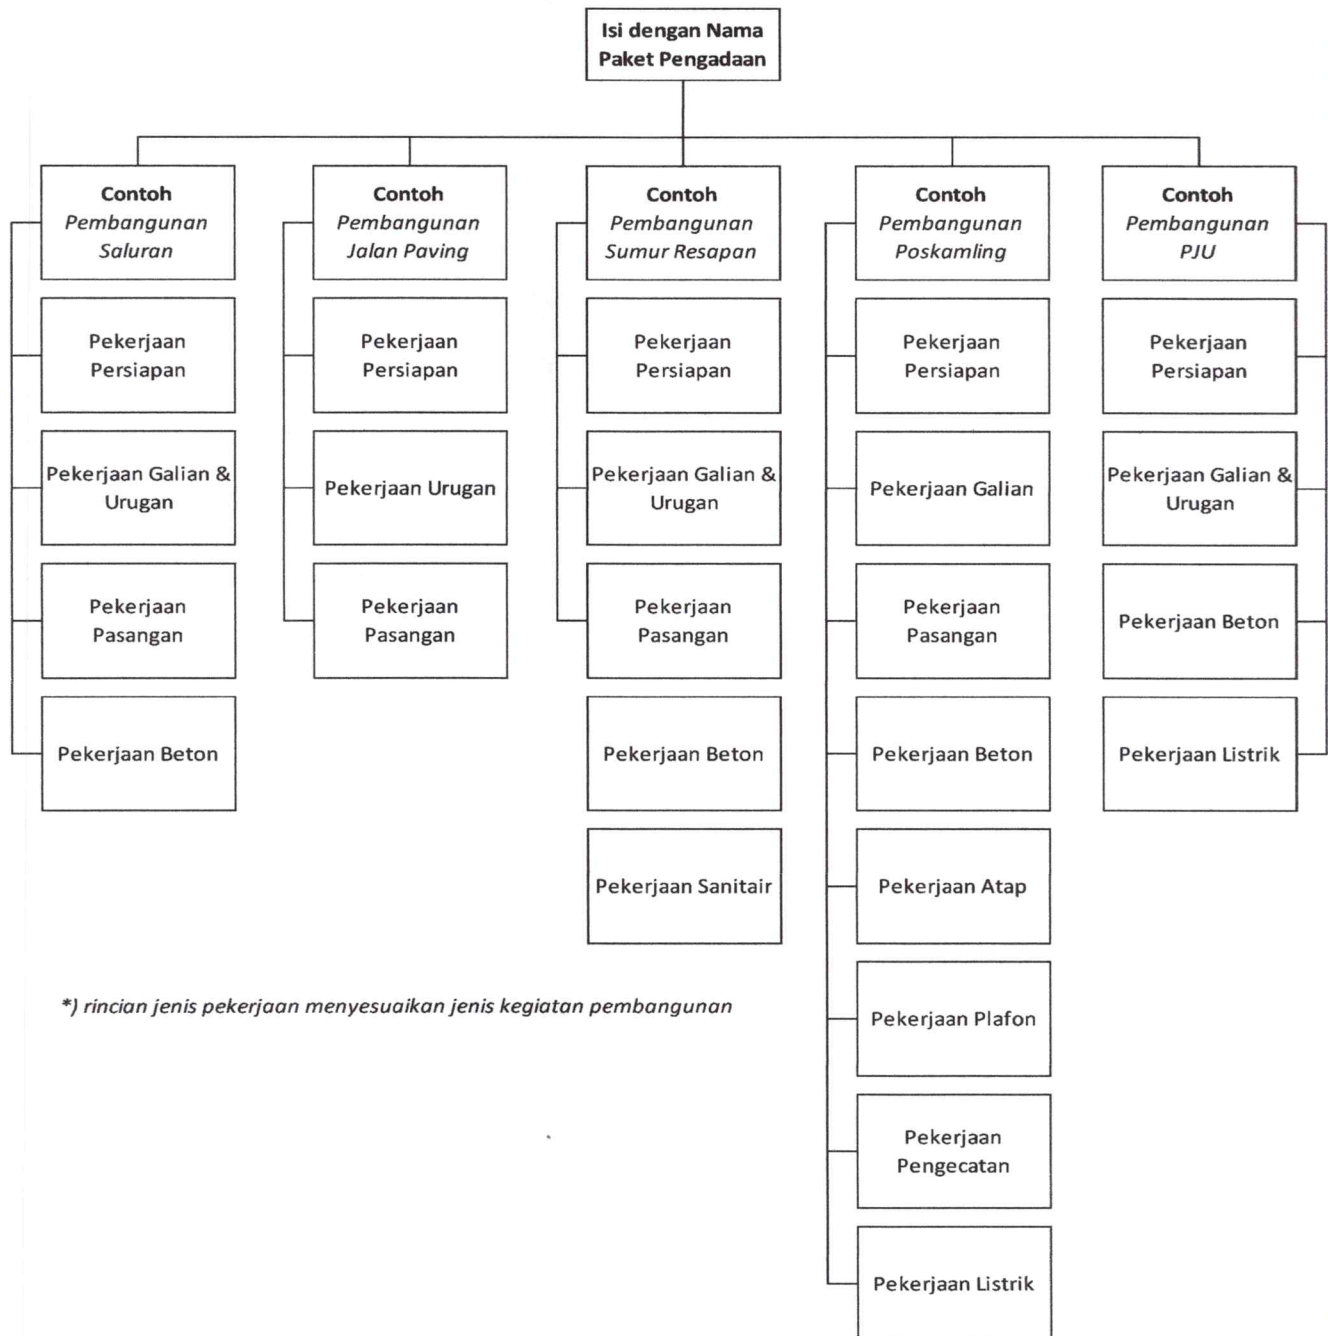 Isi dengan Nama
Paket Pengadaan
Contoh
Pembangunan
Saluran
Pekerjaan
Persiapan
Pekerjaan Galian &
Urugan
Pekerjaan
Pasangan
Pekerjaan Beton
Contoh
Pembangunan
Jalan Paving
Pekerjaan
Persiapan
Pekerjaan Urugan
Pekerjaan
Pasangan
Contoh
Pembangunan
Sumur Resapan
Pekerjaan
Persiapan
Pekerjaan Galian &
Urugan
Pekerjaan
Pasangan
Pekerjaan Beton
Pekerjaan Sanitair
Contoh
Pembangunan
Poskamling
Pekerjaan
Persiapan
Pekerjaan Galian
Pekerjaan
Pasangan
Pekerjaan Beton
Pekerjaan Atap
Pekerjaan Plafon
Pekerjaan
Pengecatan
Pekerjaan Listrik
Contoh
Pembangunan
PJU
Pekerjaan
Persiapan
Pekerjaan Galian &
Urugan
Pekerjaan Beton
Pekerjaan Listrik
*) rincian jenis pekerjaan menyesuaikan jenis kegiatan pembangunan